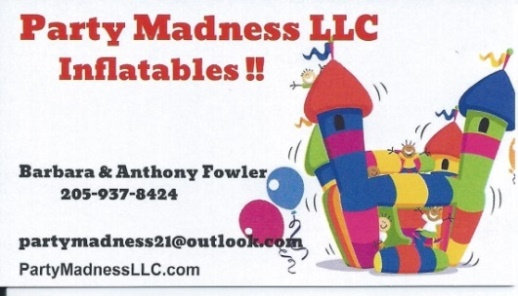 Party Madness LLC
Inflatables !!
Barbara & Anthony Fowler
205-937-8424
partymadness21@outlook.com
PartyMadnessLLC.com